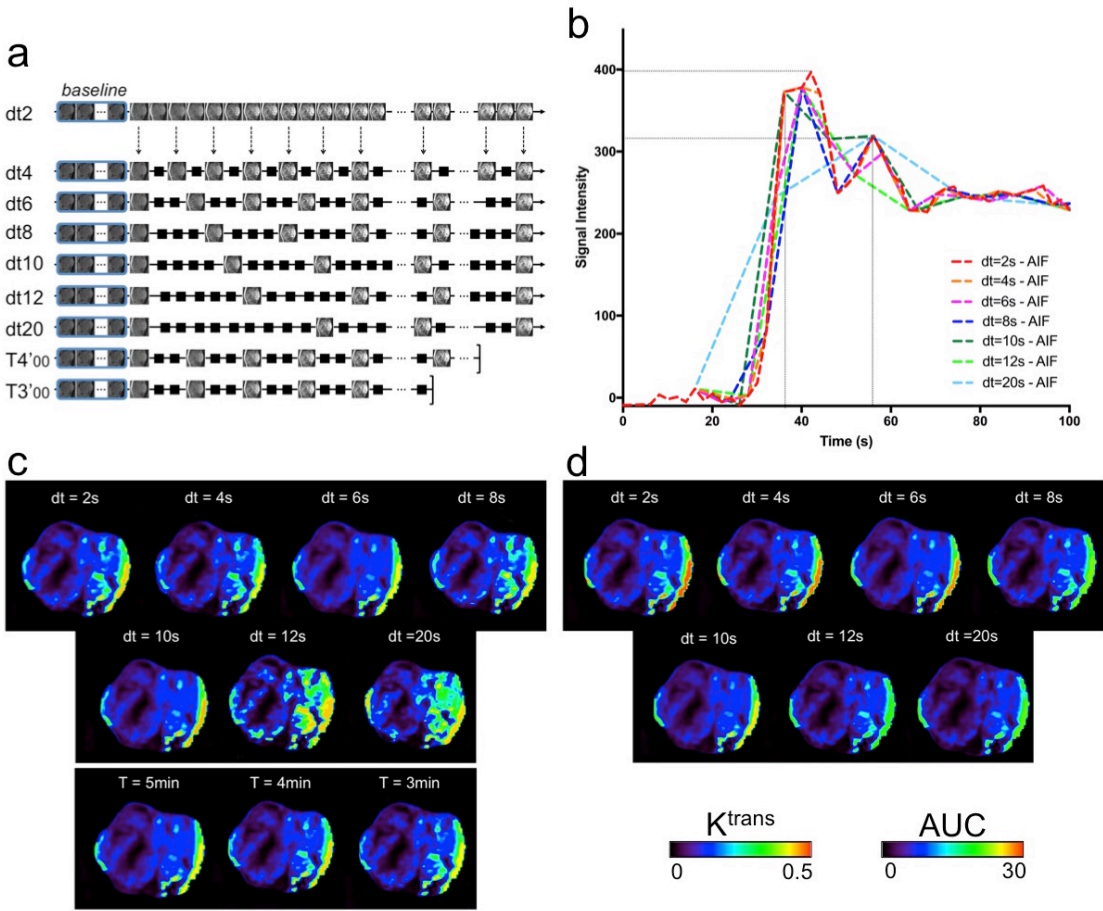 a
baseline
dt2
dt4
dt6
dt8
dt10
dt12
dt20
T4'00
T3'00
b
Signal Intensity
400
300
200
100
0
0 20 40 60 80 100
Time (s)
dt=2s - AIF
dt=4s - AIF
dt=6s - AIF
dt=8s - AIF
dt=10s - AIF
dt=12s - AIF
dt=20s - AIF
c
dt = 2s dt = 4s dt = 6s dt = 8s
dt = 10s dt = 12s dt =20s
T = 5min T = 4min T = 3min
d
dt = 2s dt = 4s dt = 6s dt = 8s
dt = 10s dt = 12s dt =20s
K^trans AUC
0 0.5 0 30